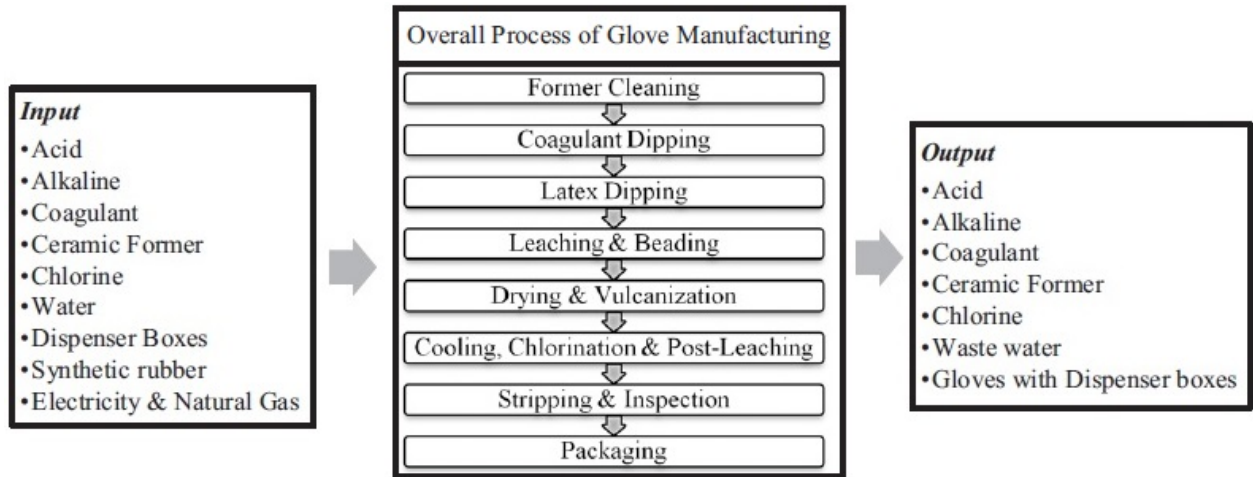 Overall Process of Glove Manufacturing
Input
•Acid
•Alkaline
•Coagulant
•Ceramic Former
•Chlorine
•Water
•Dispenser Boxes
•Synthetic rubber
•Electricity & Natural Gas
Former Cleaning
Coagulant Dipping
Latex Dipping
Leaching & Beading
Drying & Vulcanization
Cooling, Chlorination & Post-Leaching
Stripping & Inspection
Packaging
Output
•Acid
•Alkaline
•Coagulant
•Ceramic Former
•Chlorine
•Waste water
•Gloves with Dispenser boxes